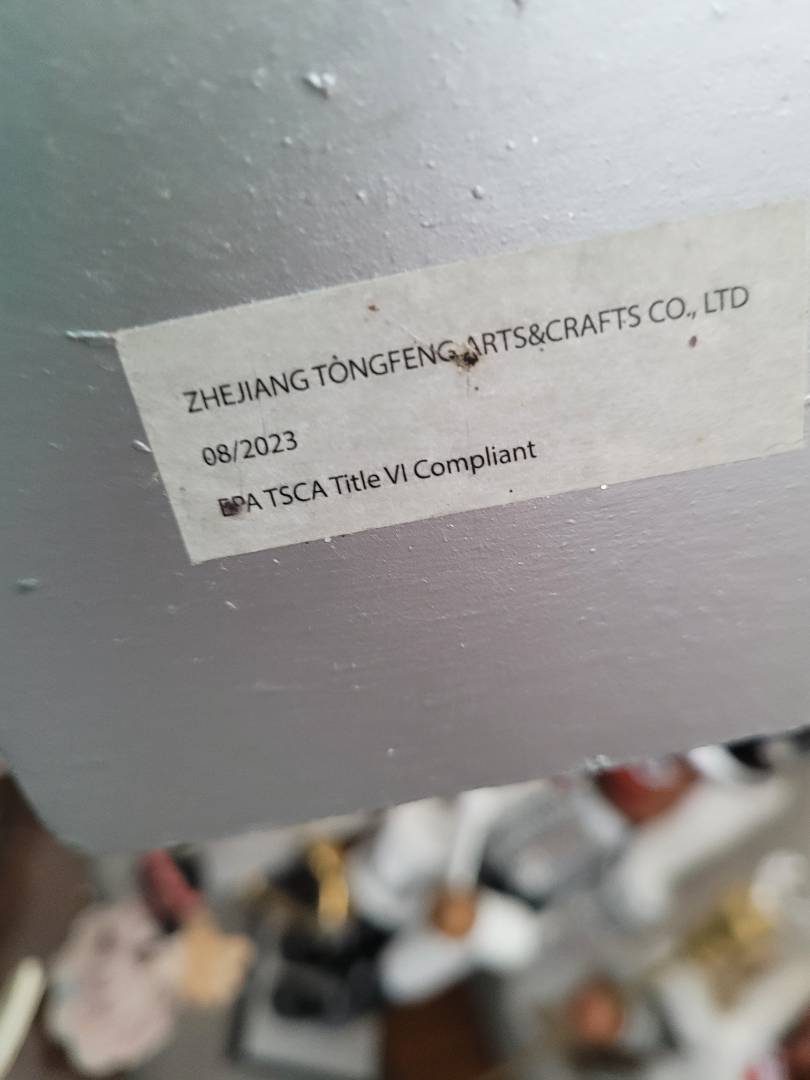 ZHEJIANG TONGFENG ARTS&CRAFTS CO., LTD
08/2023
EPA TSCA Title VI Compliant